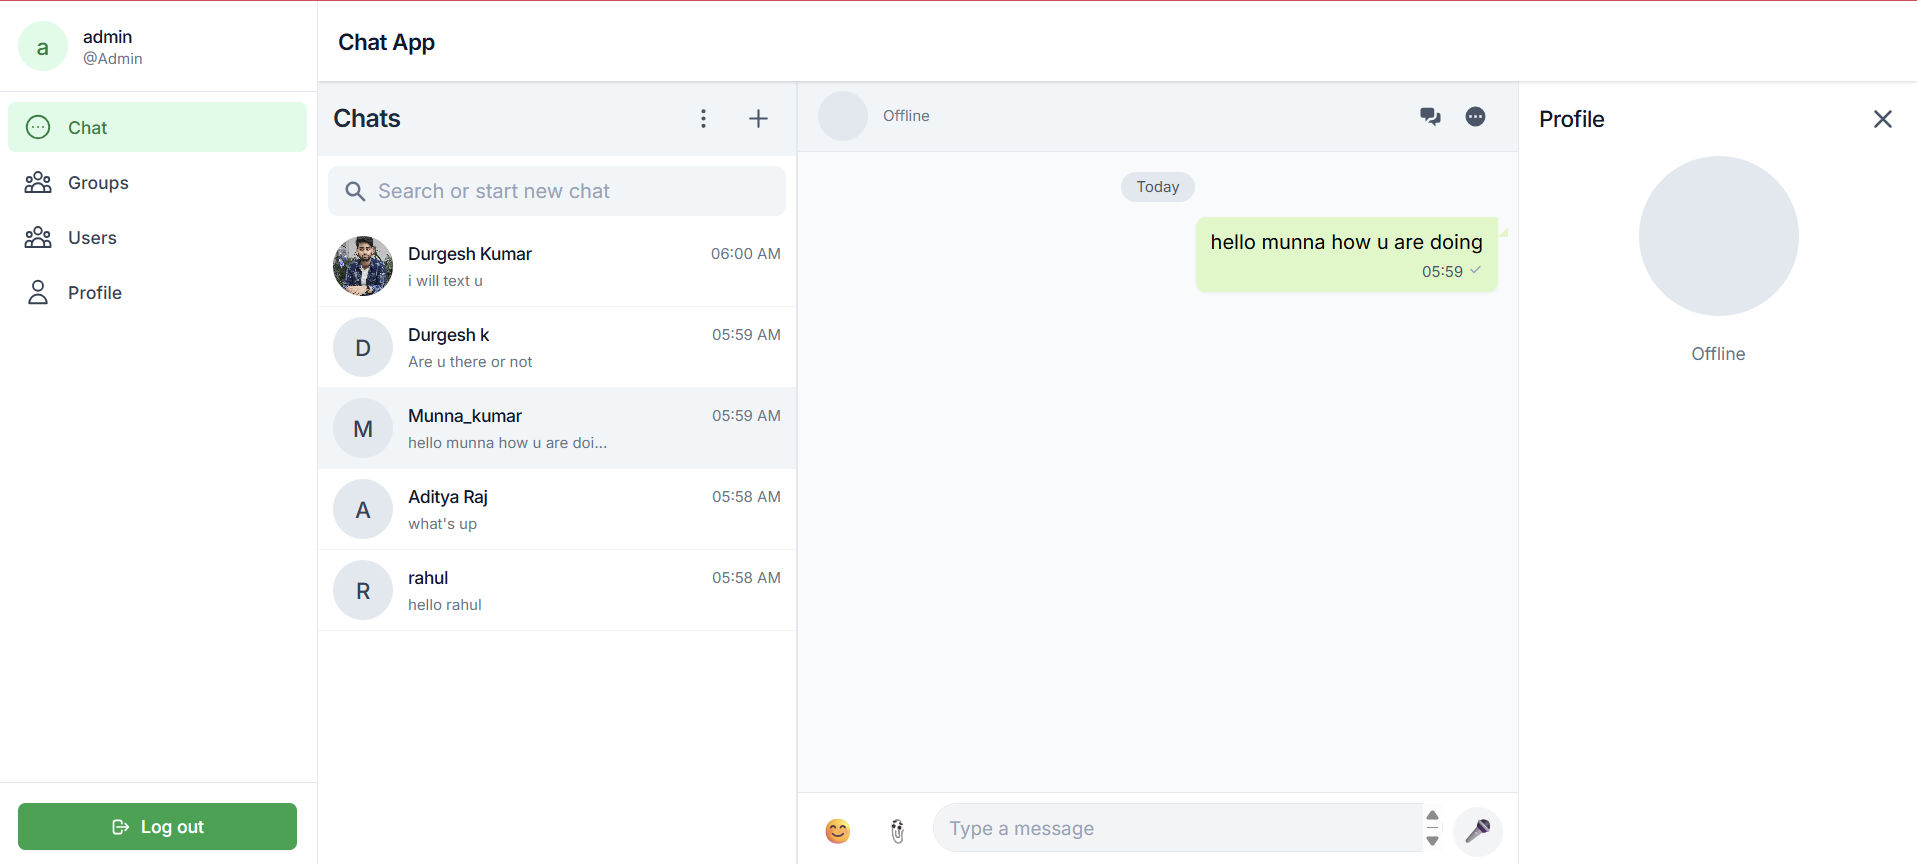 a
admin
@Admin
Chat
Groups
Users
Profile
Log out
Chat App
Chats
Search or start new chat
Durgesh Kumar 06:00 AM
i will text u
D
Durgesh k 05:59 AM
Are u there or not
M
Munna_kumar 05:59 AM
hello munna how u are doi...
A
Aditya Raj 05:58 AM
what's up
R
rahul 05:58 AM
hello rahul
Offline
Today
hello munna how u are doing
05:59
Type a message
Profile
Offline